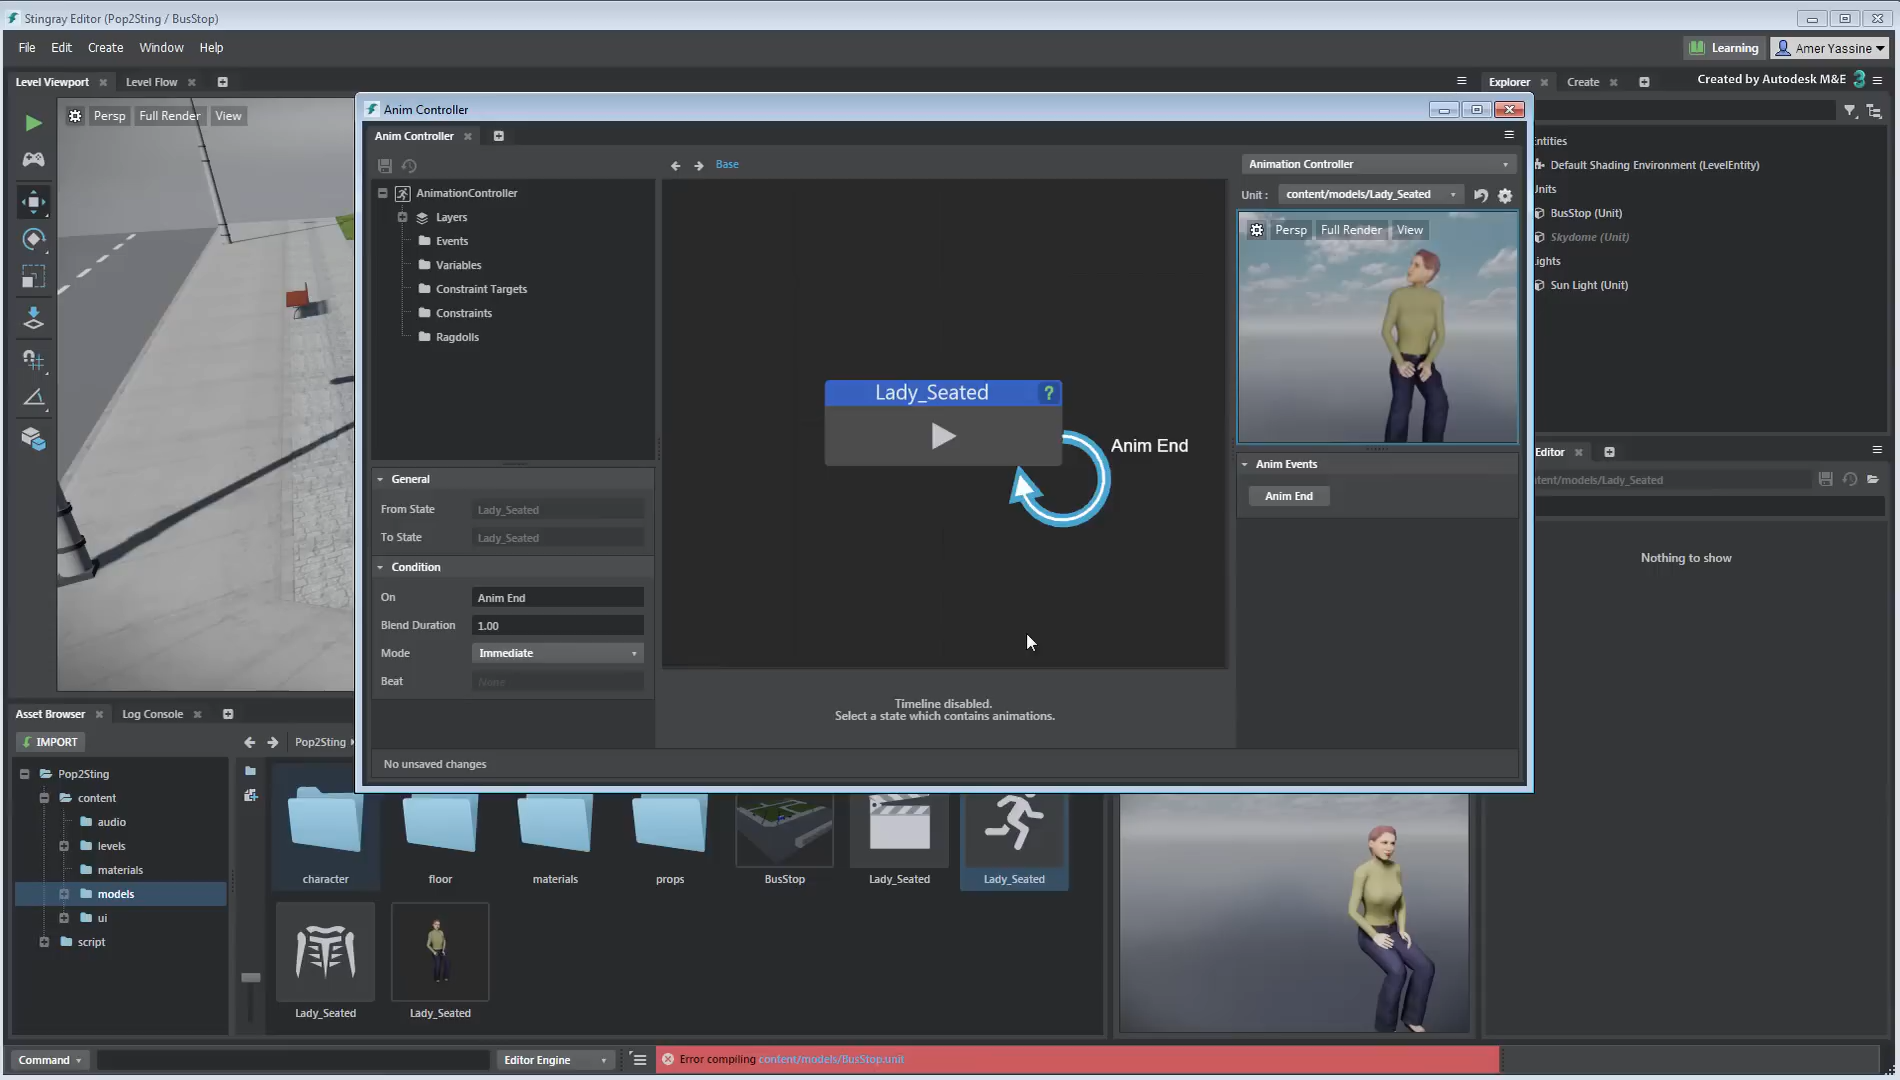 Stingray Editor (Pop2Sting / BusStop)
File Edit Create Window Help
Learning
Amer Yassine
Level Viewport
Level Flow
Explorer
Create
Created by Autodesk M&E
Persp
Full Render
View
Anim Controller
Anim Controller
Base
Animation Controller
Unit :
content/models/Lady_Seated
AnimationController
Layers
Events
Variables
Constraint Targets
Constraints
Ragdolls
Persp
Full Render
View
Lady_Seated
?
Anim End
Anim Events
Anim End
General
From State
Lady_Seated
To State
Lady_Seated
Condition
On
Anim End
Blend Duration
1.00
Mode
Immediate
Beat
None
Timeline disabled.
Select a state which contains animations.
No unsaved changes
ntities
Default Shading Environment (LevelEntity)
Units
BusStop (Unit)
Skydome (Unit)
ights
Sun Light (Unit)
Editor
tent/models/Lady_Seated
Nothing to show
Asset Browser
Log Console
IMPORT
Pop2Sting
Pop2Sting
content
audio
levels
materials
models
ui
script
character
floor
materials
props
BusStop
Lady_Seated
Lady_Seated
Lady_Seated
Lady_Seated
Command
Editor Engine
Error compiling content/models/BusStop.unit